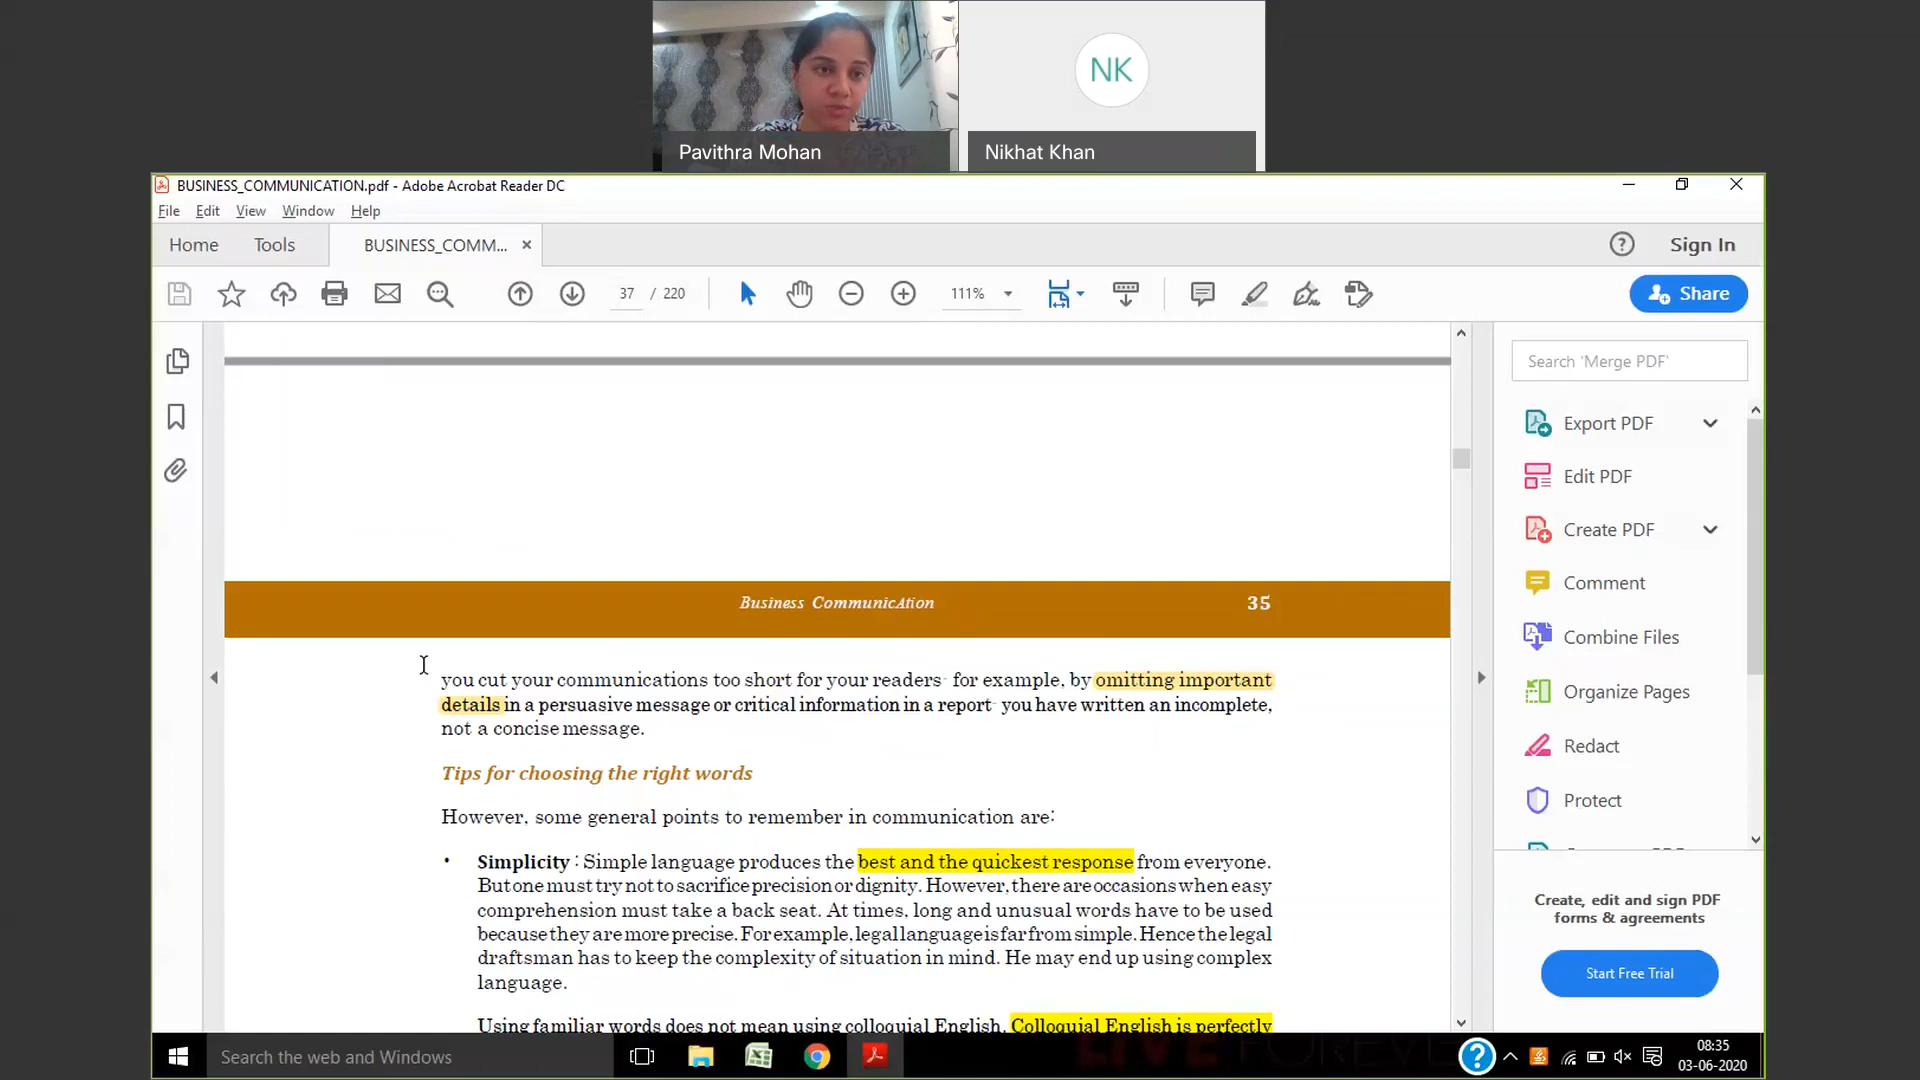 NK
Pavithra Mohan
Nikhat Khan
BUSINESS_COMMUNICATION.pdf - Adobe Acrobat Reader DC
File Edit View Window Help
Home Tools BUSINESS_COMM... × Sign In
37 / 220 111% Share
Search 'Merge PDF'
Export PDF
Edit PDF
Create PDF
Comment
Combine Files
Organize Pages
Redact
Protect
Create, edit and sign PDF
forms & agreements
Start Free Trial
Business CommunicAtion 35
you cut your communications too short for your readers- for example, by omitting important
details in a persuasive message or critical information in a report- you have written an incomplete,
not a concise message.
Tips for choosing the right words
However, some general points to remember in communication are:
• Simplicity : Simple language produces the best and the quickest response from everyone.
But one must try not to sacrifice precision or dignity. However, there are occasions when easy
comprehension must take a back seat. At times, long and unusual words have to be used
because they are more precise. For example, legal language is far from simple. Hence the legal
draftsman has to keep the complexity of situation in mind. He may end up using complex
language.
Using familiar words does not mean using colloquial English. Colloquial English is perfectly
Search the web and Windows
08:35
03-06-2020